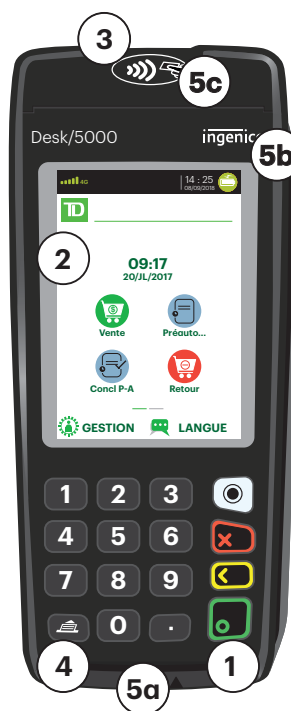 3
5c
Desk/5000
ingenico
5b
4G
14 : 25
08/09/2018
TD
2
09:17
20/JL/2017
Vente
Préauto...
Concl P-A
Retour
GESTION
LANGUE
1 2 3
4 5 6
7 8 9
0 .
4
5a
1